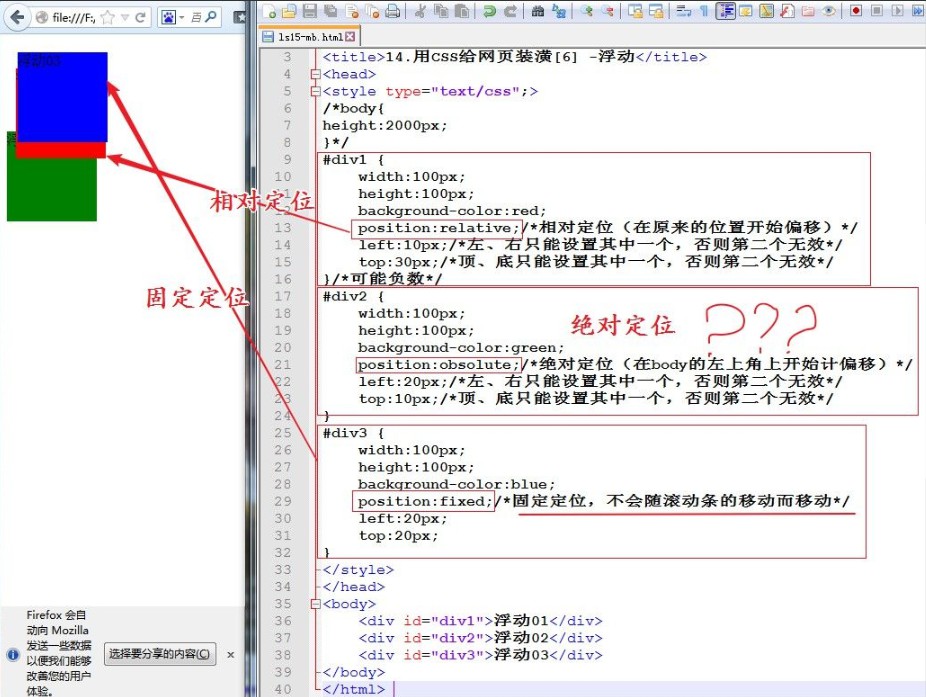 file:///F:
ls15-mb.html
3 <title>14.用CSS给网页装潢[6] -浮动</title>
4 <head>
5 <style type="text/css";>
6 /*body{
7 height:2000px;
8 }*/
9 #div1 {
10 width:100px;
11 height:100px;
12 background-color:red;
13 position:relative;/*相对定位（在原来的位置开始偏移）*/
14 left:10px;/*左、右只能设置其中一个，否则第二个无效*/
15 top:30px;/*顶、底只能设置其中一个，否则第二个无效*/
16 }/*可能负数*/
17 #div2 {
18 width:100px;
19 height:100px;
20 background-color:green;
21 position:obsolute;/*绝对定位（在body的左上角上开始计偏移）*/
22 left:20px;/*左、右只能设置其中一个，否则第二个无效*/
23 top:10px;/*顶、底只能设置其中一个，否则第二个无效*/
24 }
25 #div3 {
26 width:100px;
27 height:100px;
28 background-color:blue;
29 position:fixed;/*固定定位，不会随滚动条的移动而移动*/
30 left:20px;
31 top:20px;
32 }
33 </style>
34 </head>
35 <body>
36 <div id="div1">浮动01</div>
37 <div id="div2">浮动02</div>
38 <div id="div3">浮动03</div>
39 </body>
40 </html>
相对定位
固定定位
绝对定位 ???
Firefox 会自
动向 Mozilla
发送一些数据
以便我们能够
改善您的用户
体验。
选择要分享的内容(C)